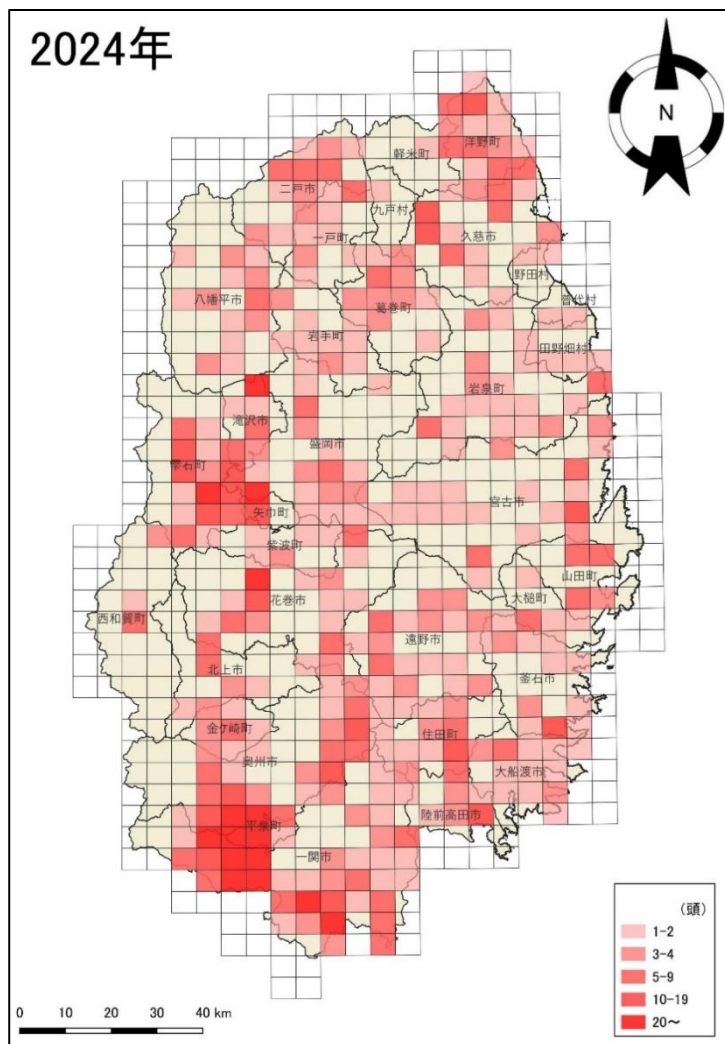 2024年
N
洋野町
軽米町
二戸市
九戸村
一戸町
久慈市
野田村
八幡平市
普代村
葛巻町
岩手町
田野畑村
岩泉町
滝沢市
盛岡市
雫石町
宮古市
矢巾町
紫波町
山田町
花巻市
大槌町
西和賀町
遠野市
北上市
釜石市
金ケ崎町
住田町
奥州市
大船渡市
陸前高田市
平泉町
一関市
(頭)
1-2
3-4
5-9
10-19
20～
0 10 20 30 40 km